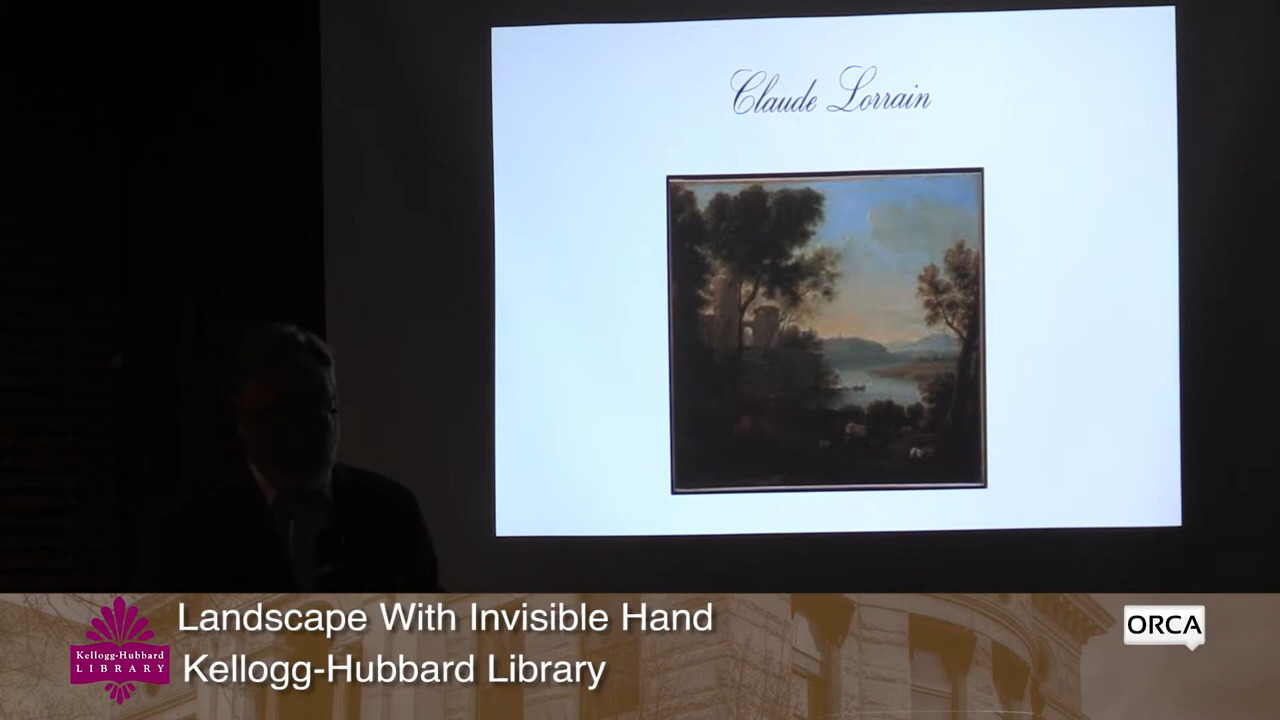 Claude Lorrain
Landscape With Invisible Hand
Kellogg-Hubbard Library
Kellogg-Hubbard
LIBRARY
ORCA